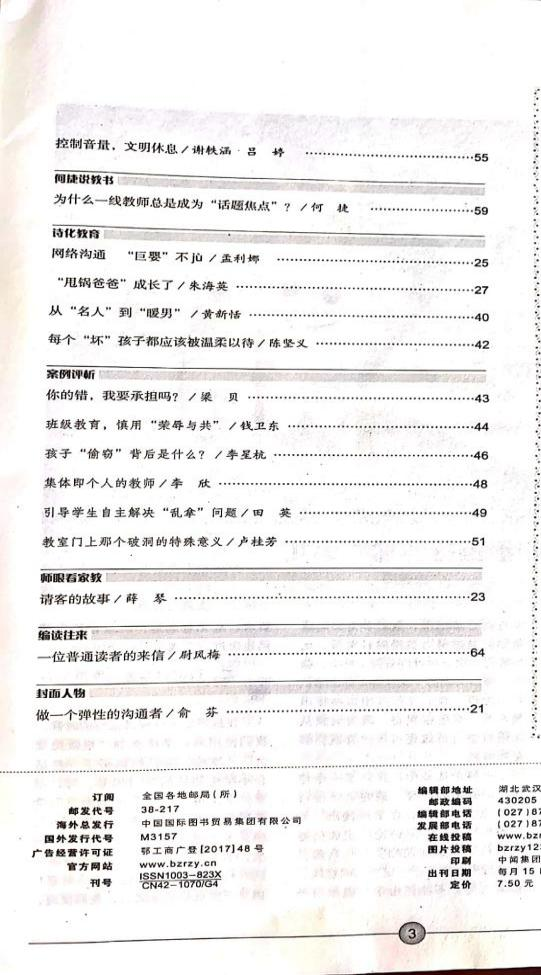 控制音量，文明休息／谢轶涵 吕 婷 …………55
何捷说教书
为什么一线教师总是成为“话题焦点”？／何 捷 …………59
诗化教育
网络沟通 “巨婴”不jù／孟利娜 …………25
“甩锅爸爸”成长了／朱海英 …………27
从“名人”到“暖男”／黄新恬 …………40
每个“坏”孩子都应该被温柔以待／陈坚义 …………42
案例评析
你的错，我要承担吗？／梁 贝 …………43
班级教育，慎用“荣辱与共”／钱卫东 …………44
孩子“偷窃”背后是什么？／李星杭 …………46
集体即个人的教师／李 欣 …………48
引导学生自主解决“乱拿”问题／田 英 …………49
教室门上那个破洞的特殊意义／卢桂芳 …………51
师眼看家教
请客的故事／薛 琴 …………23
编读往来
一位普通读者的来信／尉风梅 …………64
封面人物
做一个弹性的沟通者／俞 芬 …………21
订阅 全国各地邮局（所）
邮发代号 38-217
海外总发行 中国国际图书贸易集团有限公司
国外发行代号 M3157
广告经营许可证 鄂工商广登[2017]48号
官方网站 www.bzrzy.cn
刊号 ISSN1003-823X
CN42-1070/G4
编辑部地址 湖北武汉
邮政编码 430205
编辑部电话 (027)87
发展部电话 (027)87
在线投稿 www.bzr
图片投稿 bzrzy12
印刷 中闻集团
出刊日期 每月15
定价 7.50 元
3